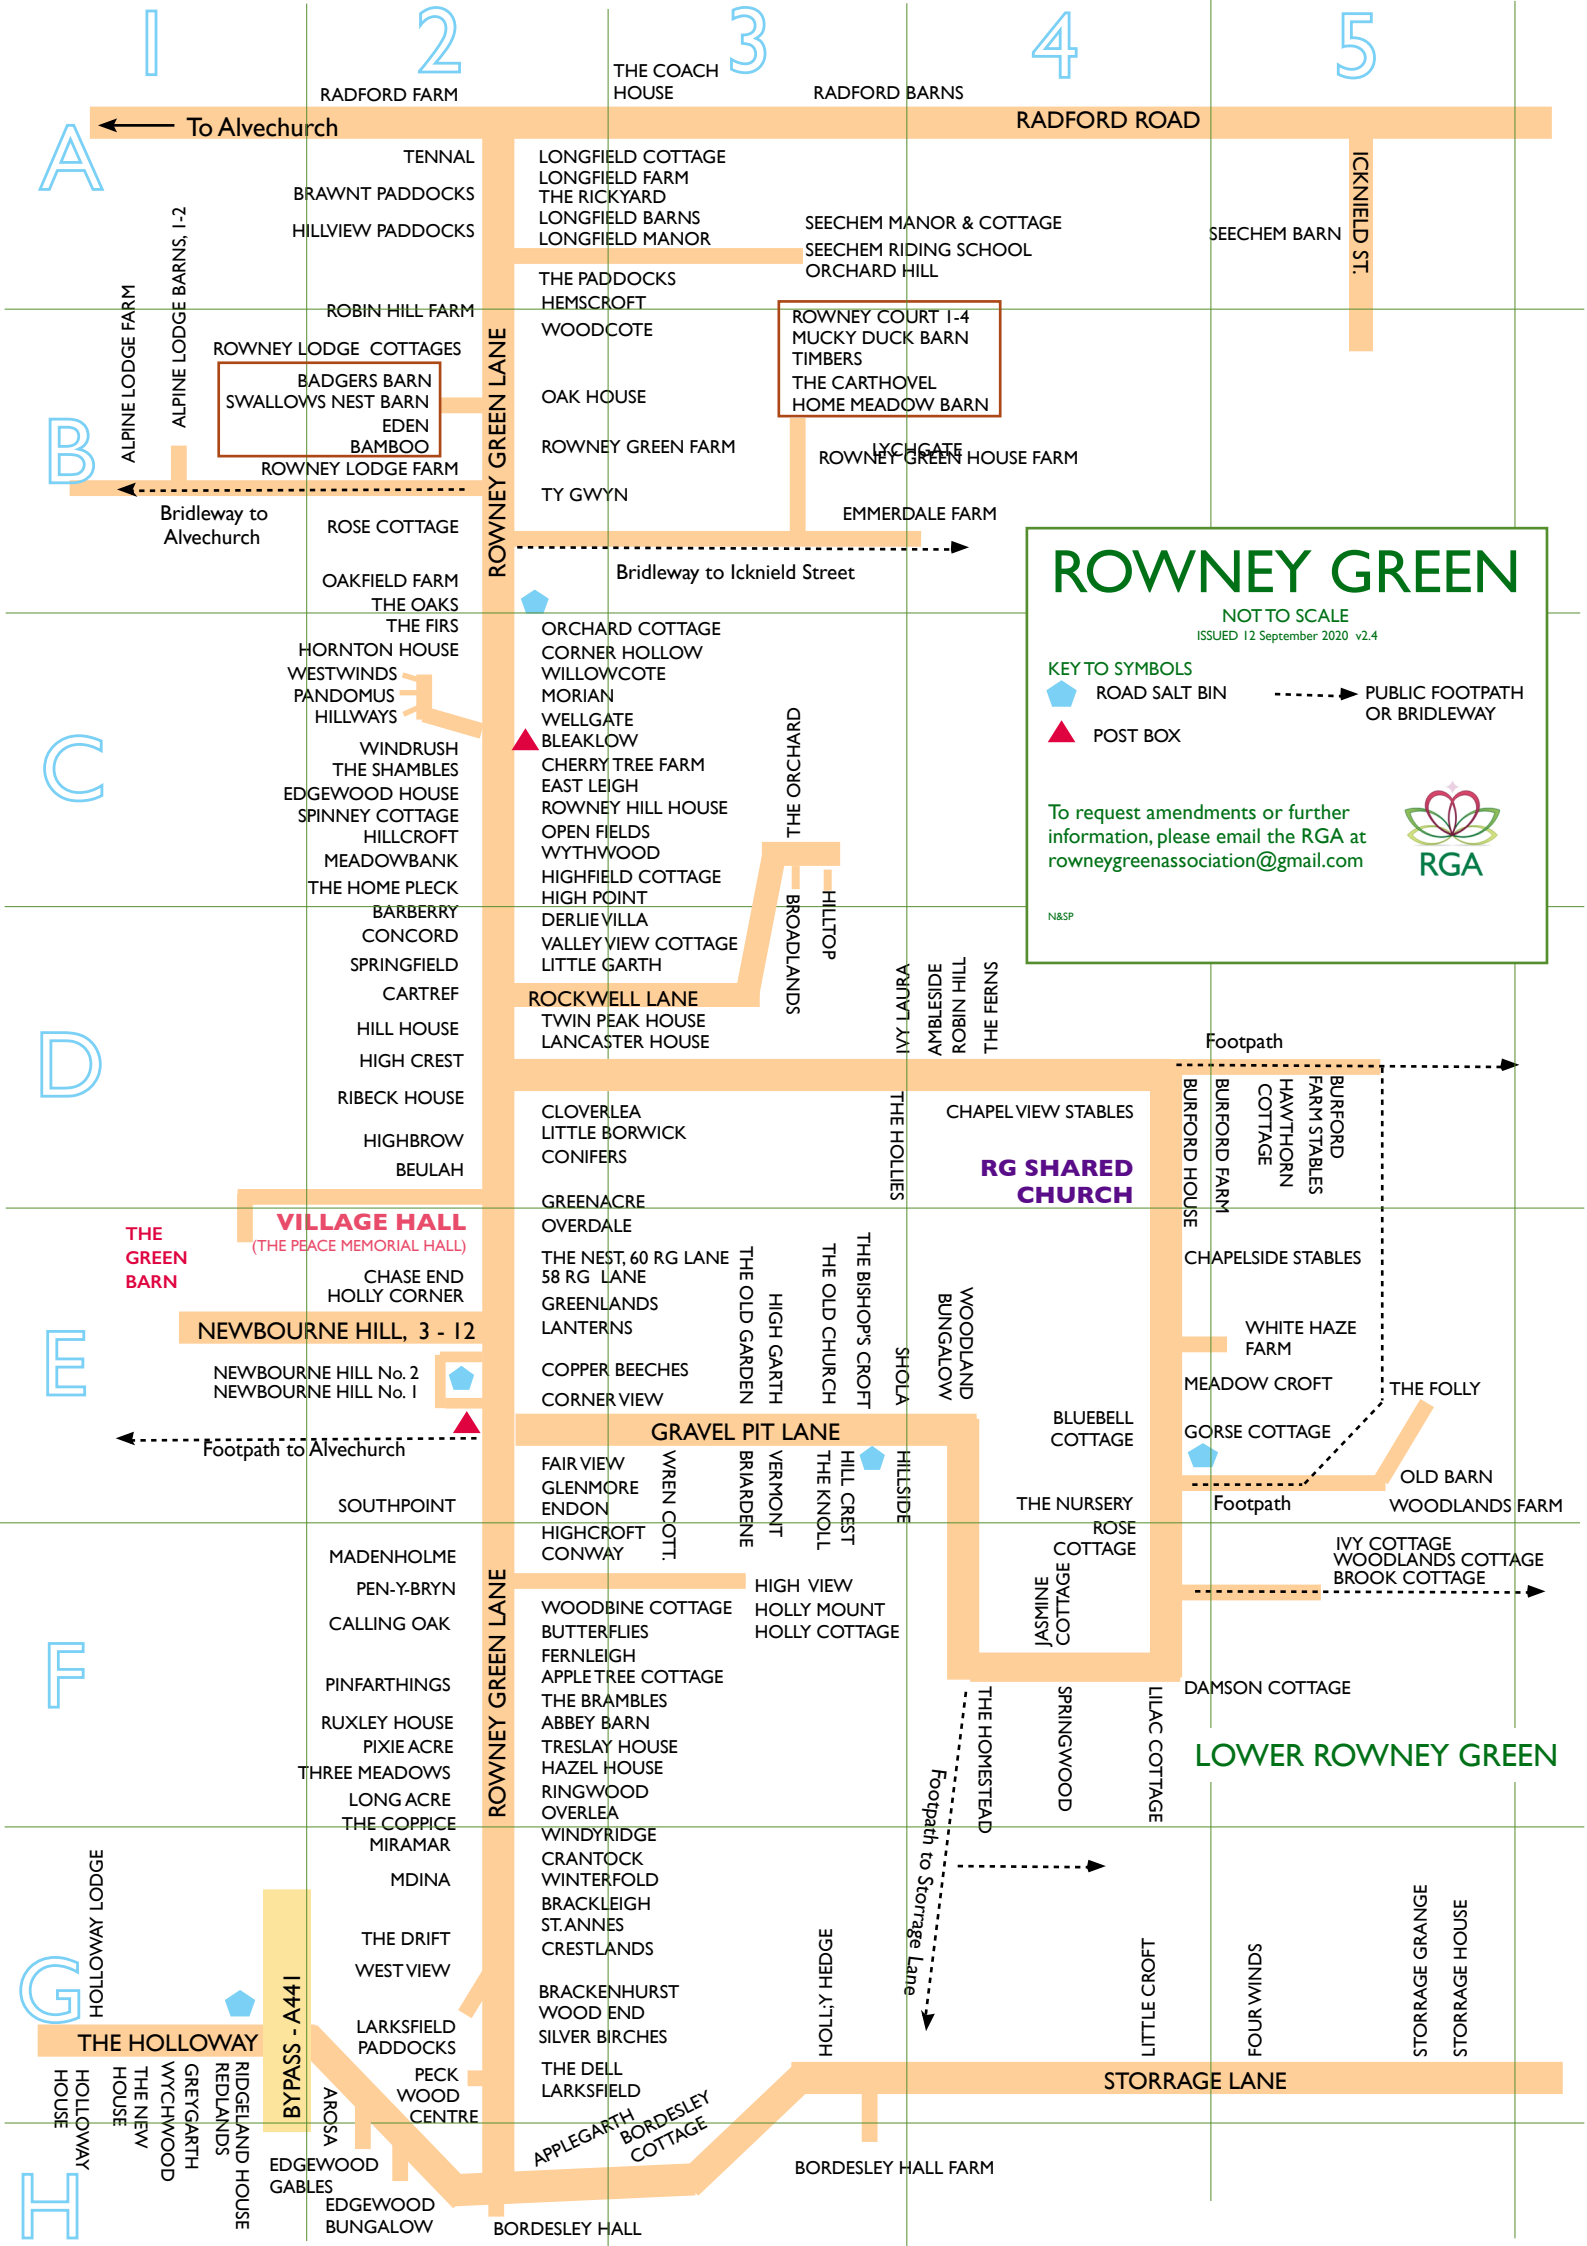 1
2
3
4
5
THE COACH
HOUSE
RADFORD FARM
RADFORD BARNS
To Alvechurch
RADFORD ROAD
A
TENNAL
BRAWNT PADDOCKS
HILLVIEW PADDOCKS
LONGFIELD COTTAGE
LONGFIELD FARM
THE RICKYARD
LONGFIELD BARNS
LONGFIELD MANOR
SEECHEM MANOR & COTTAGE
SEECHEM RIDING SCHOOL
ORCHARD HILL
SEECHEM BARN
ICKNIELD ST.
THE PADDOCKS
HEMSCROFT
WOODCOTE
ROBIN HILL FARM
ALPINE LODGE FARM
ALPINE LODGE BARNS, 1-2
ROWNEY LODGE COTTAGES
BADGERS BARN
SWALLOWS NEST BARN
EDEN
BAMBOO
ROWNEY LODGE FARM
ROWNEY GREEN LANE
ROWNEY COURT 1-4
MUCKY DUCK BARN
TIMBERS
THE CARTHOVEL
HOME MEADOW BARN
B
OAK HOUSE
ROWNEY GREEN FARM
LYCHGATE
ROWNEY GREEN HOUSE FARM
TY GWYN
Bridleway to
Alvechurch
ROSE COTTAGE
EMMERDALE FARM
Bridleway to Icknield Street
OAKFIELD FARM
THE OAKS
THE FIRS
HORNTON HOUSE
WESTWINDS
PANDOMUS
HILLWAYS
WINDRUSH
THE SHAMBLES
EDGEWOOD HOUSE
SPINNEY COTTAGE
HILLCROFT
MEADOWBANK
THE HOME PLECK
BARBERRY
CONCORD
SPRINGFIELD
CARTREF
HILL HOUSE
HIGH CREST
RIBECK HOUSE
HIGHBROW
BEULAH
C
ORCHARD COTTAGE
CORNER HOLLOW
WILLOWCOTE
MORIAN
WELLGATE
BLEAKLOW
CHERRY TREE FARM
EAST LEIGH
ROWNEY HILL HOUSE
OPEN FIELDS
WYTHWOOD
HIGHFIELD COTTAGE
HIGH POINT
DERLIE VILLA
VALLEY VIEW COTTAGE
LITTLE GARTH
ROCKWELL LANE
TWIN PEAK HOUSE
LANCASTER HOUSE
THE ORCHARD
BROADLANDS
HILLTOP
ROWNEY GREEN
NOT TO SCALE
ISSUED 12 September 2020 v2.4
KEY TO SYMBOLS
ROAD SALT BIN
PUBLIC FOOTPATH
OR BRIDLEWAY
POST BOX
To request amendments or further
information, please email the RGA at
rowneygreenassociation@gmail.com
RGA
N&SP
D
IVY LAURA
AMBLESIDE
ROBIN HILL
THE FERNS
Footpath
CLOVERLEA
LITTLE BORWICK
CONIFERS
GREENACRE
OVERDALE
THE HOLLIES
CHAPEL VIEW STABLES
RG SHARED
CHURCH
BURFORD HOUSE
BURFORD FARM
HAWTHORN
COTTAGE
BURFORD
FARM STABLES
CHAPELSIDE STABLES
THE
GREEN
BARN
VILLAGE HALL
(THE PEACE MEMORIAL HALL)
CHASE END
HOLLY CORNER
NEWBOURNE HILL, 3 - 12
NEWBOURNE HILL No. 2
NEWBOURNE HILL No. 1
Footpath to Alvechurch
SOUTHPOINT
E
THE NEST, 60 RG LANE
58 RG LANE
GREENLANDS
LANTERNS
COPPER BEECHES
CORNER VIEW
THE OLD GARDEN
HIGH GARTH
THE OLD CHURCH
THE BISHOP'S CROFT
SHOLA
WOODLAND
BUNGALOW
GRAVEL PIT LANE
WHITE HAZE
FARM
MEADOW CROFT
THE FOLLY
BLUEBELL
COTTAGE
GORSE COTTAGE
OLD BARN
Footpath
WOODLANDS FARM
FAIR VIEW
GLENMORE
ENDON
HIGHCROFT
CONWAY
WREN COTT.
BRIARDENE
VERMONT
THE KNOLL
HILL CREST
HILLSIDE
THE NURSERY
ROSE
COTTAGE
IVY COTTAGE
WOODLANDS COTTAGE
BROOK COTTAGE
MADENHOLME
PEN-Y-BRYN
CALLING OAK
PINFARTHINGS
RUXLEY HOUSE
PIXIE ACRE
THREE MEADOWS
LONG ACRE
THE COPPICE
MIRAMAR
MDINA
THE DRIFT
WEST VIEW
LARKSFIELD
PADDOCKS
PECK
WOOD
CENTRE
ROWNEY GREEN LANE
F
HIGH VIEW
HOLLY MOUNT
HOLLY COTTAGE
WOODBINE COTTAGE
BUTTERFLIES
FERNLEIGH
APPLE TREE COTTAGE
THE BRAMBLES
ABBEY BARN
TRESLAY HOUSE
HAZEL HOUSE
RINGWOOD
OVERLEA
WINDYRIDGE
CRANTOCK
WINTERFOLD
BRACKLEIGH
ST. ANNES
CRESTLANDS
BRACKENHURST
WOOD END
SILVER BIRCHES
THE DELL
LARKSFIELD
JASMINE
COTTAGE
THE HOMESTEAD
SPRINGWOOD
LILAC COTTAGE
DAMSON COTTAGE
LOWER ROWNEY GREEN
Footpath to Storrage Lane
G
HOLLOWAY LODGE
THE HOLLOWAY
BYPASS - A441
HOLLOWAY
HOUSE
THE NEW
HOUSE
WYCHWOOD
GREYGARTH
REDLANDS
RIDGELAND HOUSE
AROSA
HOLL;Y HEDGE
LITTLE CROFT
FOUR WINDS
STORRAGE GRANGE
STORRAGE HOUSE
STORRAGE LANE
APPLEGARTH
BORDESLEY
COTTAGE
BORDESLEY HALL FARM
H
EDGEWOOD
GABLES
EDGEWOOD
BUNGALOW
BORDESLEY HALL